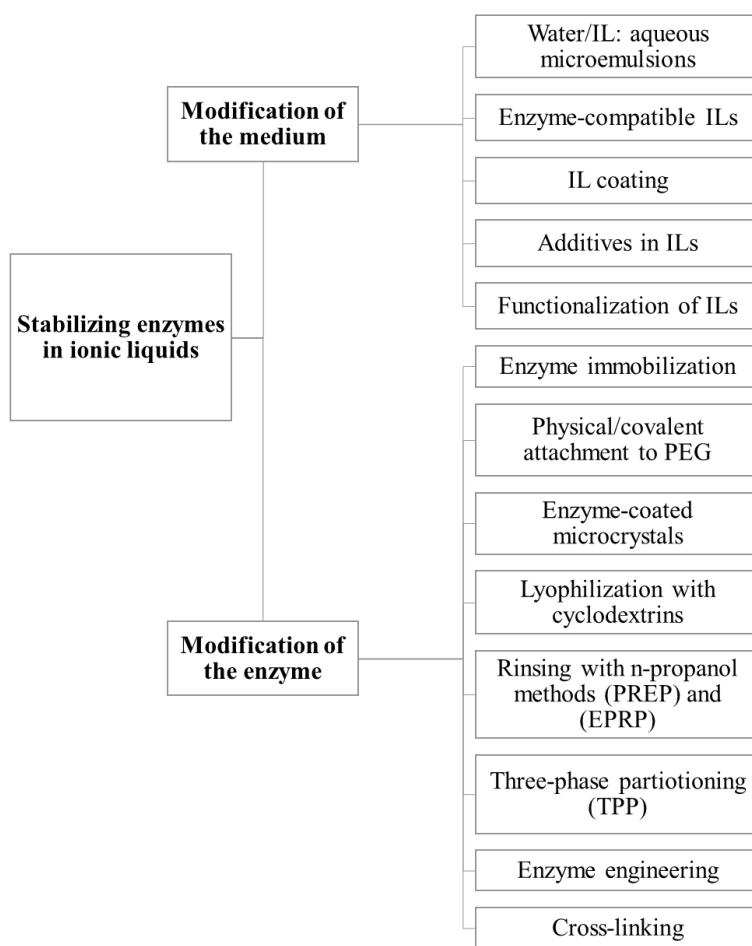 Stabilizing enzymes
in ionic liquids
Modification of
the medium
Water/IL: aqueous
microemulsions
Enzyme-compatible ILs
IL coating
Additives in ILs
Functionalization of ILs
Modification of
the enzyme
Enzyme immobilization
Physical/covalent
attachment to PEG
Enzyme-coated
microcrystals
Lyophilization with
cyclodextrins
Rinsing with n-propanol
methods (PREP) and
(EPRP)
Three-phase partiotioning
(TPP)
Enzyme engineering
Cross-linking